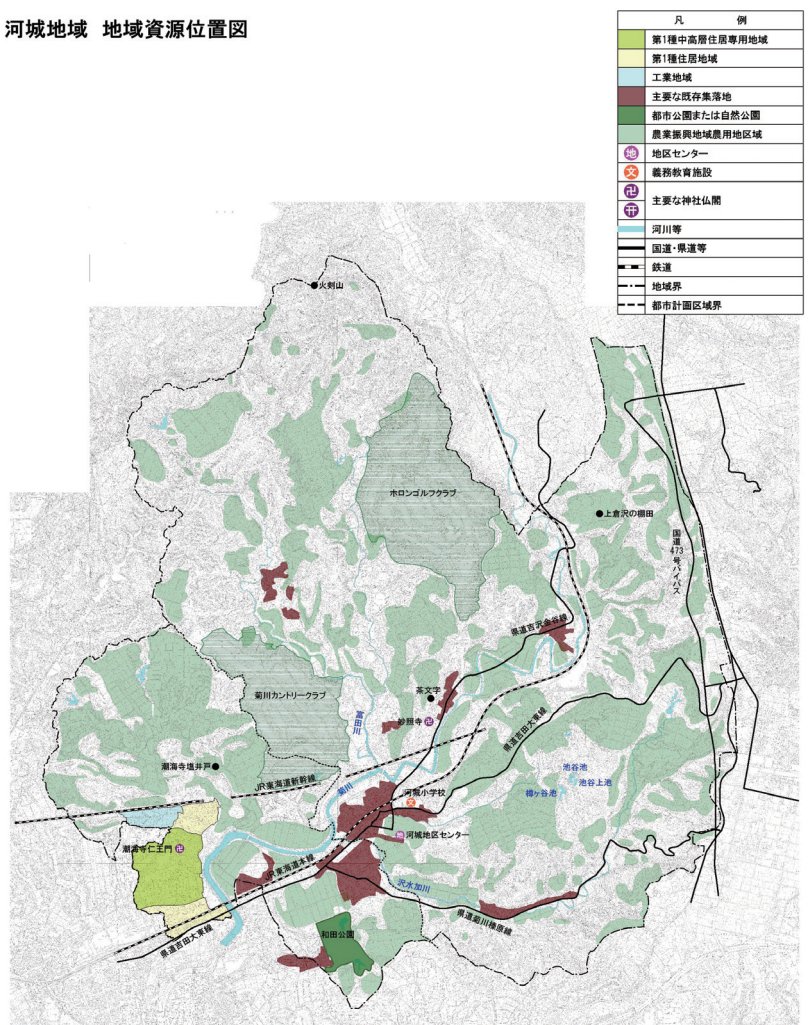 河城地域 地域資源位置図
凡 例
第1種中高層住居専用地域
第1種住居地域
工業地域
主要な既存集落地
都市公園または自然公園
農業振興地域農用地区域
地 地区センター
文 義務教育施設
卍
主要な神社仏閣
河川等
国道・県道等
鉄道
地域界
都市計画区域界
火剣山
ホロンゴルフクラブ
上倉沢の棚田
国道473号バイパス
県道吉沢金谷線
菊川カントリークラブ
茶文字
富田川
妙照寺 卍
県道吉田大東線
潮海寺塩井戸
JR東海道新幹線
菊川
池谷池
池谷上池
樽ヶ谷池
河城小学校
文
地 河城地区センター
潮海寺仁王門 卍
JR東海道本線
沢水加川
県道菊川榛原線
和田公園
県道吉田大東線